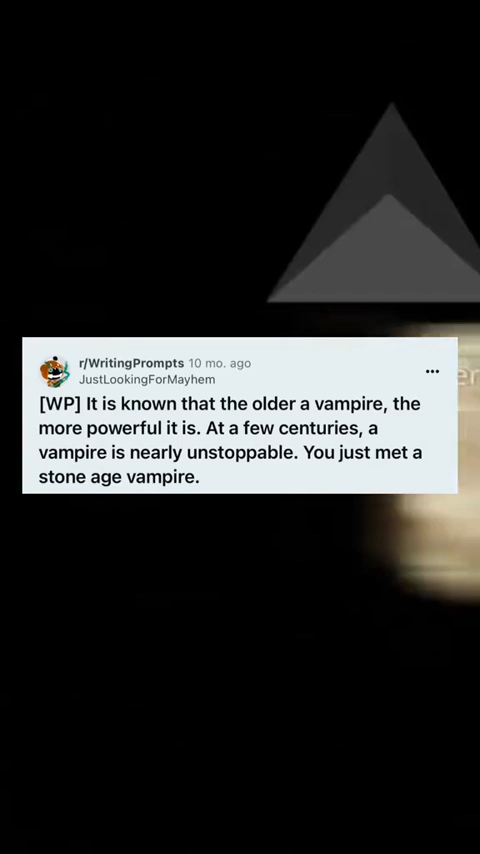 r/WritingPrompts 10 mo. ago
JustLookingForMayhem
[WP] It is known that the older a vampire, the
more powerful it is. At a few centuries, a
vampire is nearly unstoppable. You just met a
stone age vampire.